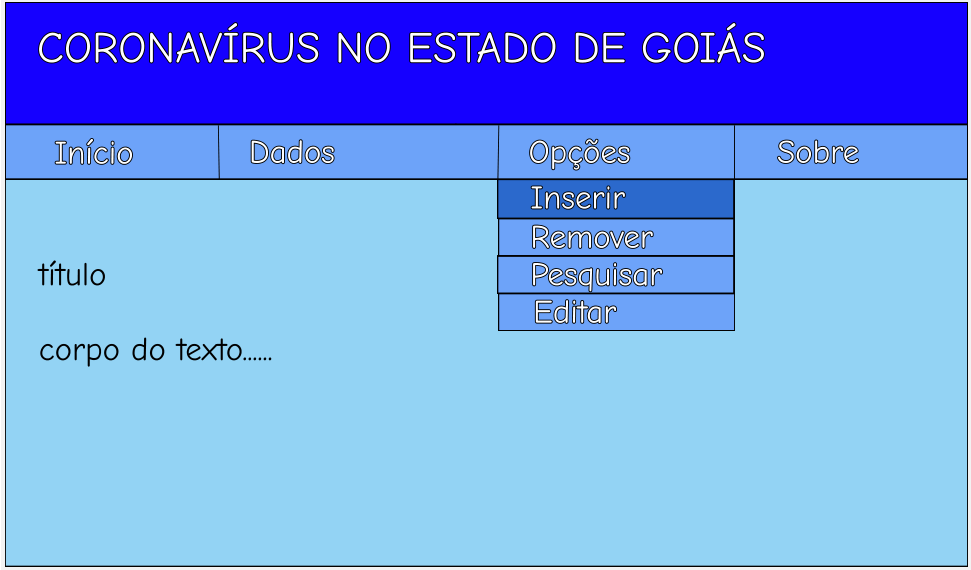 CORONAVÍRUS NO ESTADO DE GOIÁS
Início Dados Opções Sobre
Inserir
Remover
Pesquisar
Editar
título
corpo do texto......